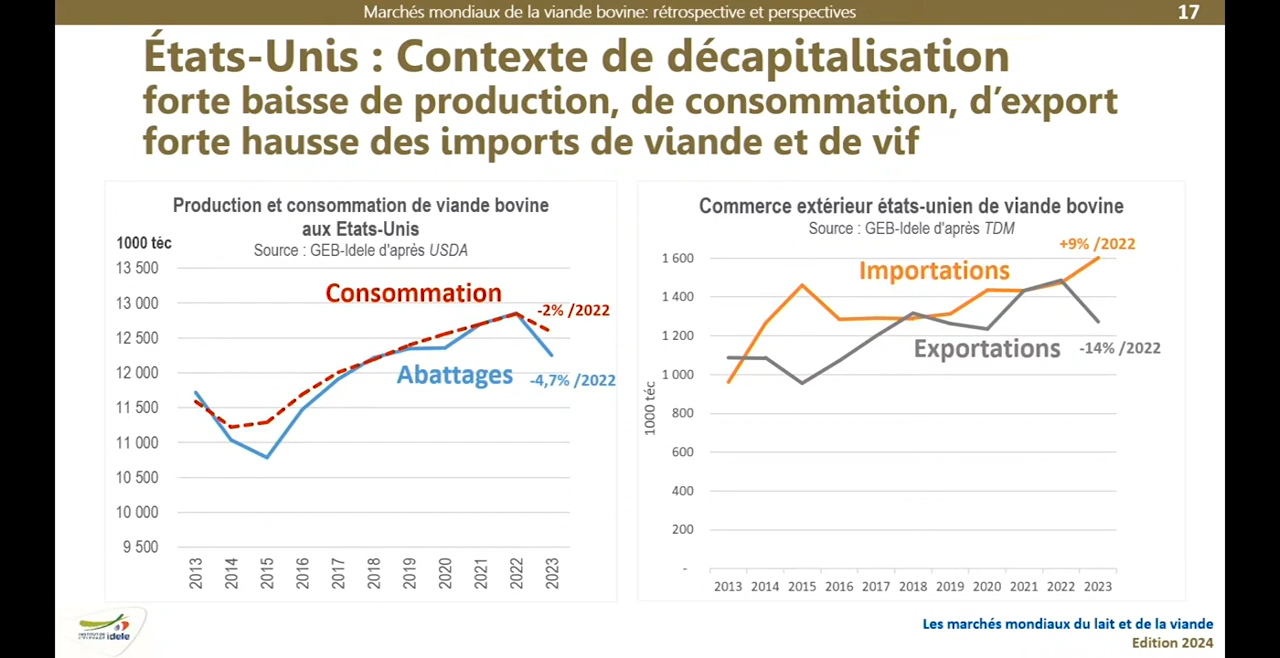 Marchés mondiaux de la viande bovine: rétrospective et perspectives
17
États-Unis : Contexte de décapitalisation
forte baisse de production, de consommation, d'export
forte hausse des imports de viande et de vif
Production et consommation de viande bovine
aux Etats-Unis
Source : GEB-Idele d'après USDA
1000 téc
13 500
13 000
12 500
12 000
11 500
11 000
10 500
10 000
9 500
Consommation
-2% /2022
Abattages
-4,7% /2022
2013 2014 2015 2016 2017 2018 2019 2020 2021 2022 2023
Commerce extérieur états-unien de viande bovine
Source : GEB-Idele d'après TDM
+9% /2022
1 600
1 400
1 200
1 000
800
600
400
200
-
1000 téc
Importations
Exportations
-14% /2022
2013 2014 2015 2016 2017 2018 2019 2020 2021 2022 2023
INSTITUT DE
L'ELEVAGE idele
Les marchés mondiaux du lait et de la viande
Edition 2024